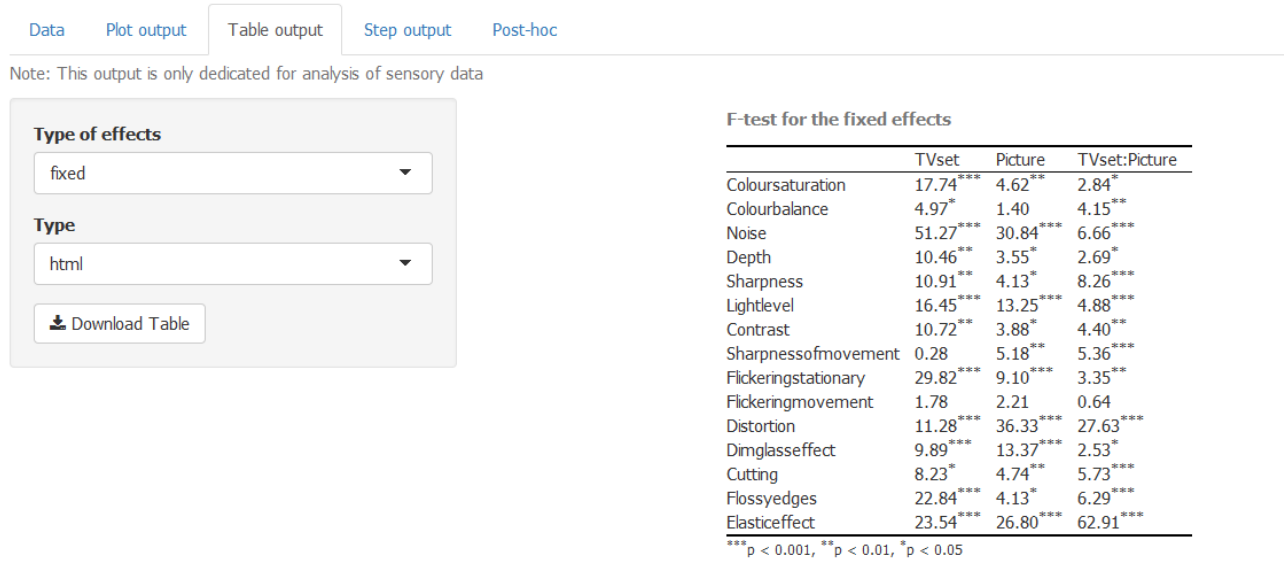 Data Plot output Table output Step output Post-hoc
Note: This output is only dedicated for analysis of sensory data
Type of effects
fixed
Type
html
Download Table
F-test for the fixed effects
TVset Picture TVset:Picture
Coloursaturation 17.74*** 4.62** 2.84*
Colourbalance 4.97* 1.40 4.15**
Noise 51.27*** 30.84*** 6.66***
Depth 10.46** 3.55* 2.69*
Sharpness 10.91** 4.13* 8.26***
Lightlevel 16.45*** 13.25*** 4.88***
Contrast 10.72** 3.88* 4.40**
Sharpnessofmovement 0.28 5.18** 5.36***
Flickeringstationary 29.82*** 9.10*** 3.35**
Flickeringmovement 1.78 2.21 0.64
Distortion 11.28*** 36.33*** 27.63***
Dimglasseffect 9.89*** 13.37*** 2.53*
Cutting 8.23* 4.74** 5.73***
Flossyedges 22.84*** 4.13* 6.29***
Elasticeffect 23.54*** 26.80*** 62.91***
***p < 0.001, **p < 0.01, *p < 0.05